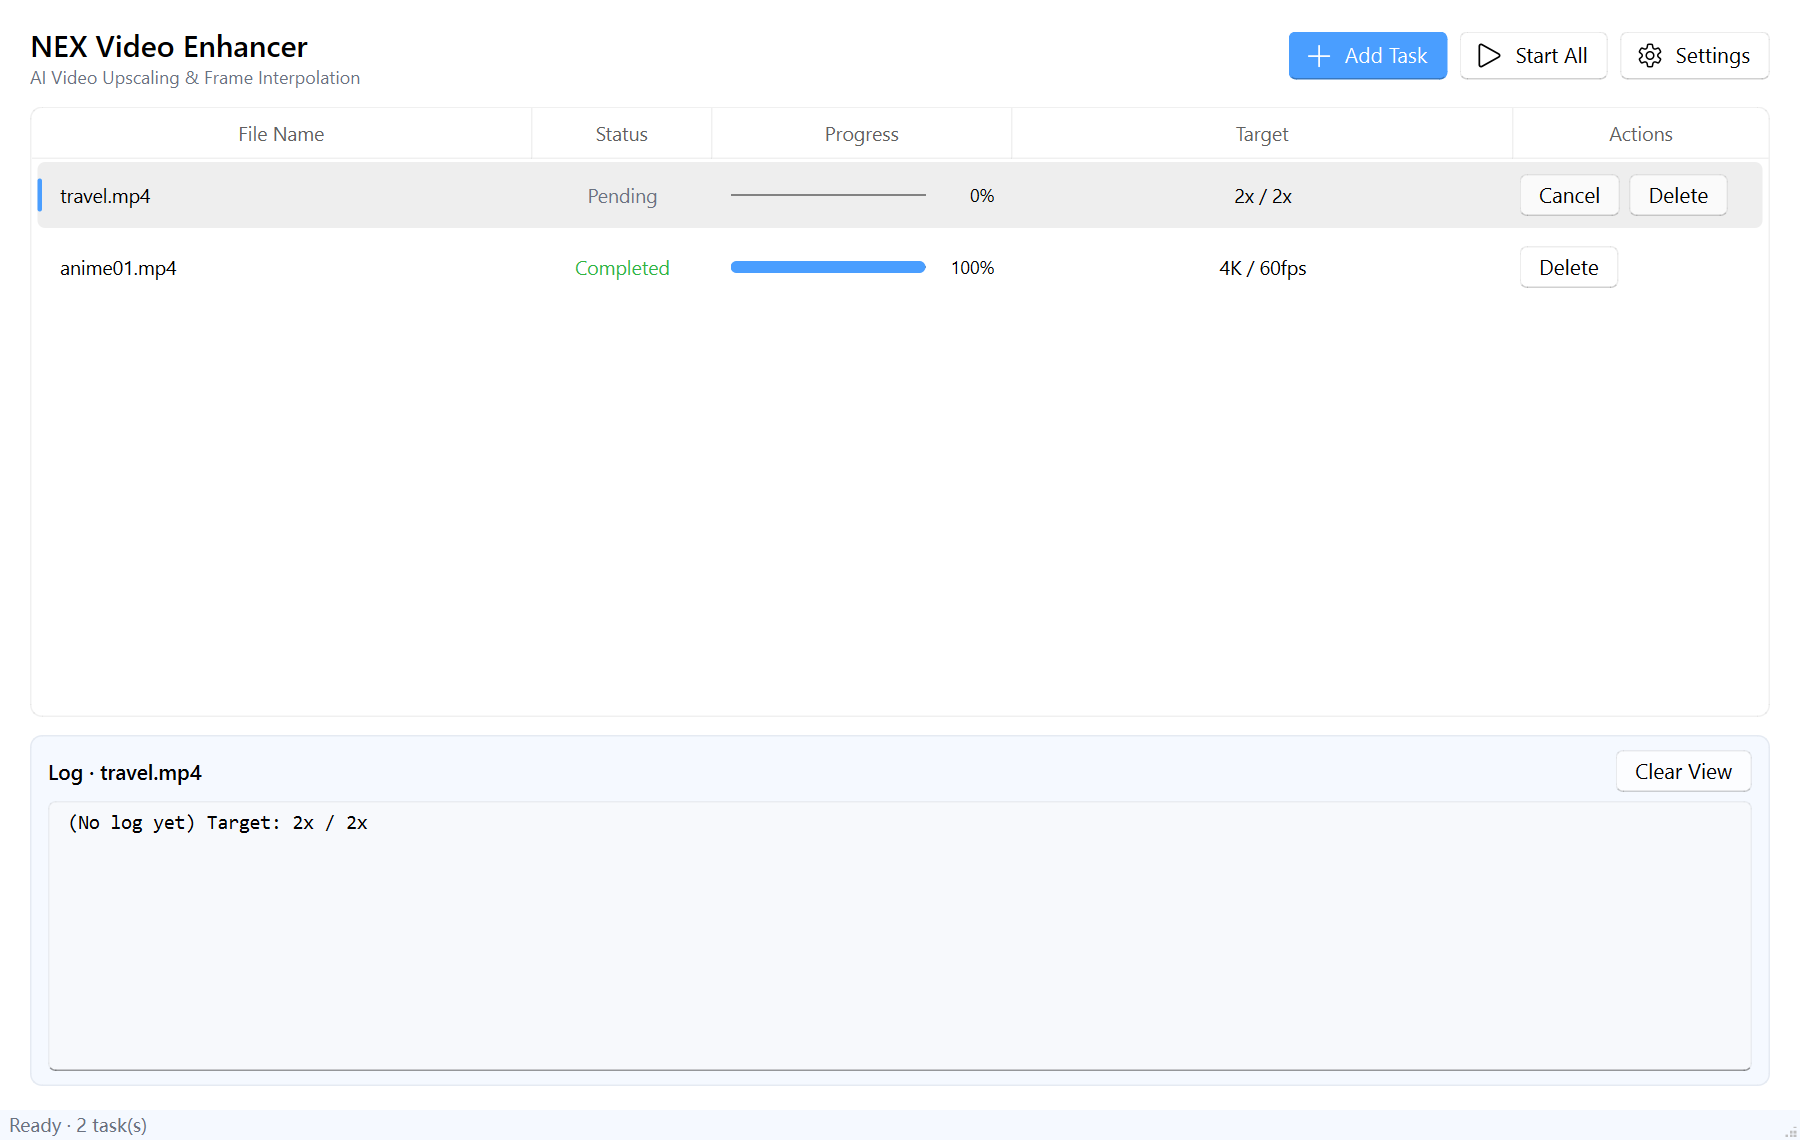 NEX Video Enhancer
AI Video Upscaling & Frame Interpolation
Add Task
Start All
Settings
File Name
Status
Progress
Target
Actions
travel.mp4
Pending
0%
2x / 2x
Cancel
Delete
anime01.mp4
Completed
100%
4K / 60fps
Delete
Log · travel.mp4
Clear View
(No log yet) Target: 2x / 2x
Ready · 2 task(s)